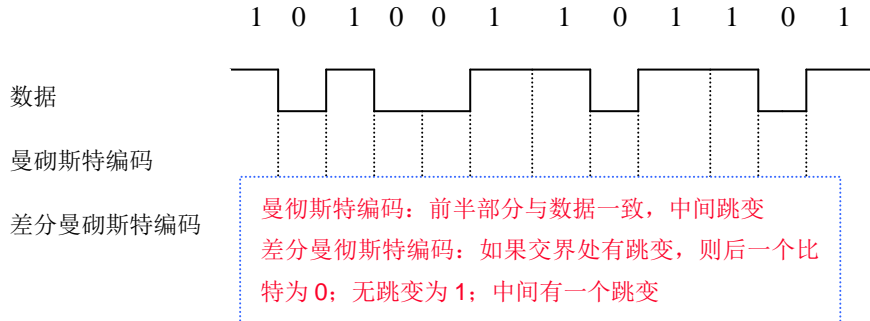 1 0 1 0 0 1 1 0 1 1 0 1
数据
曼砌斯特编码
差分曼砌斯特编码
曼彻斯特编码：前半部分与数据一致，中间跳变
差分曼彻斯特编码：如果交界处有跳变，则后一个比
特为 0；无跳变为 1；中间有一个跳变